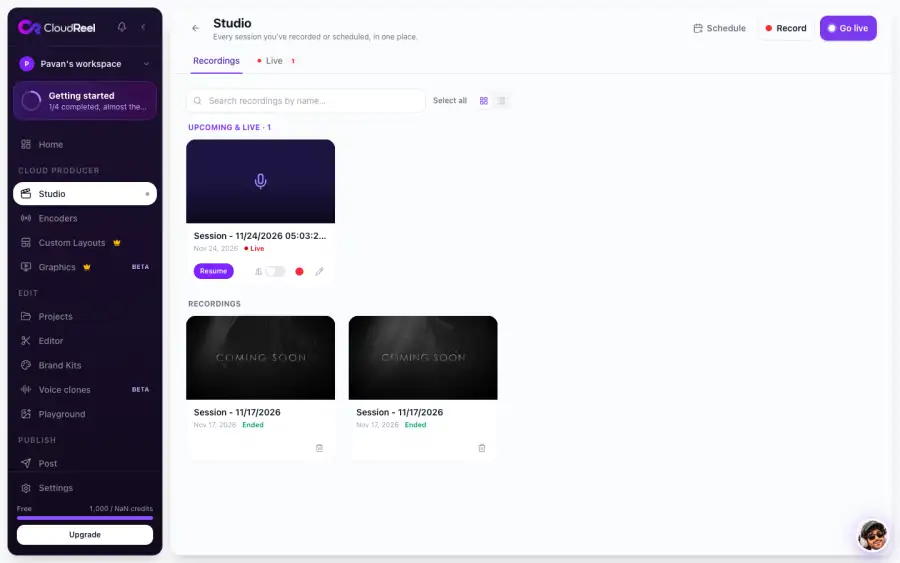 CloudReel
P Pavan's workspace
Getting started
1/4 completed, almost the...
Home
CLOUD PRODUCER
Studio
Encoders
Custom Layouts
Graphics BETA
EDIT
Projects
Editor
Brand Kits
Voice clones BETA
Playground
PUBLISH
Post
Settings
Free 1,000 / NaN credits
Upgrade
Studio
Every session you've recorded or scheduled, in one place.
Schedule Record Go live
Recordings Live 1
Search recordings by name... Select all
UPCOMING & LIVE · 1
Session - 11/24/2026 05:03:2...
Nov 24, 2026 Live
Resume
RECORDINGS
COMING SOON
Session - 11/17/2026
Nov 17, 2026 Ended
COMING SOON
Session - 11/17/2026
Nov 17, 2026 Ended